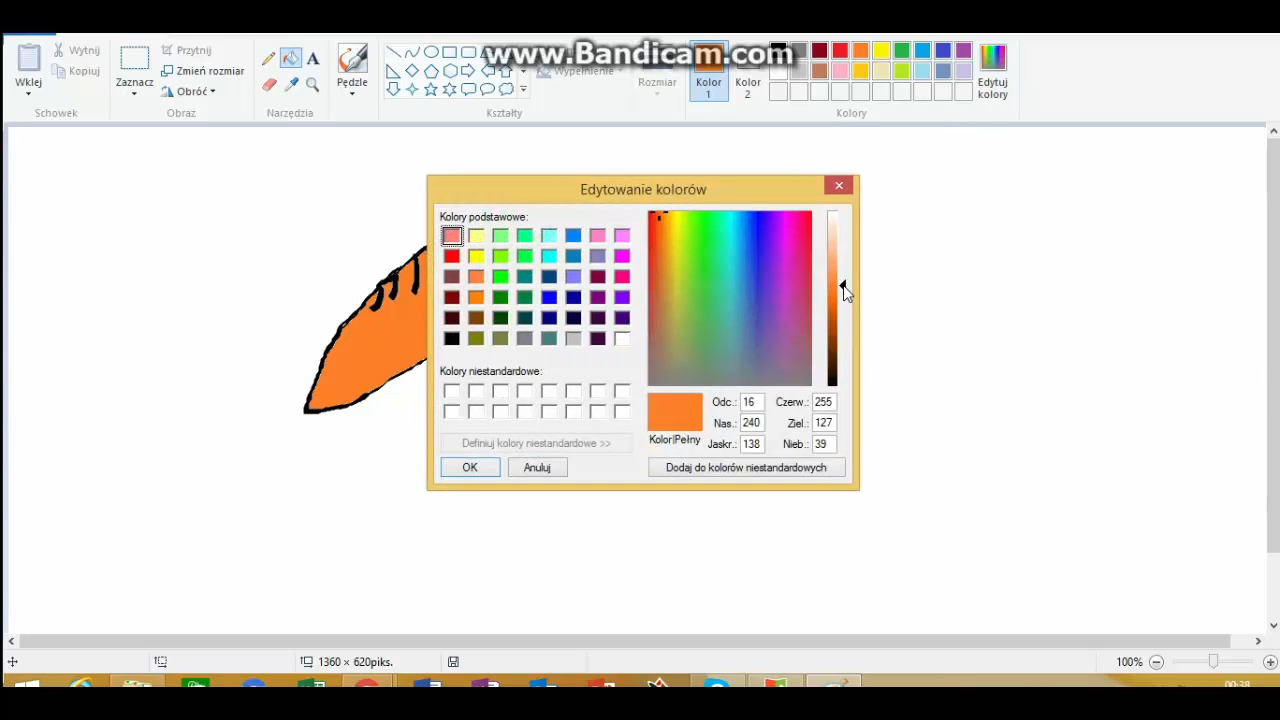 www.Bandicam.com
Wytnij
Kopiuj
Wklej
Schowek
Zaznacz
Przytnij
Zmień rozmiar
Obróć
Obraz
Narzędzia
Pędzle
Wypełnienie
Kształty
Rozmiar
Kolor
1
Kolor
2
Edytuj
kolory
Kolory
Edytowanie kolorów
Kolory podstawowe:
Kolory niestandardowe:
Definiuj kolory niestandardowe >>
OK
Anuluj
Kolor|Pełny
Odc.: 16
Czerw.: 255
Nas.: 240
Ziel.: 127
Jaskr.: 138
Nieb.: 39
Dodaj do kolorów niestandardowych
1360 × 620piks.
100%
00:38